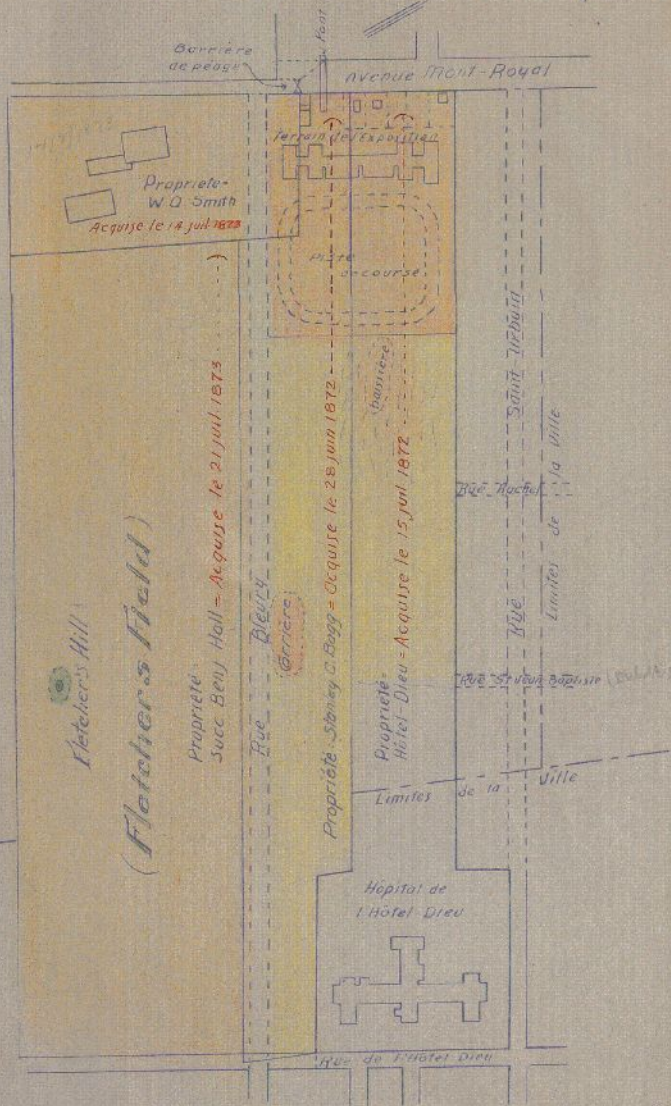 Pont
Barrière
de péage
Avenue Mont-Royal
Terrain de l'Exposition
Propriété-
W.O. Smith
Acquise le 14 juil 1873
Piste
de course
Propriété-
Succ Benj Hall = Acquise le 21 juil 1873
Propriété Stanley C. Bagg = Acquise le 28 juin 1872
Propriété-
Hôtel-Dieu = Acquise le 15 juil 1872
baissière
Carrière
Rue Bleury
Fletcher's Hill
(Fletcher's Field)
Rue Saint Urbain
Limites de la Ville
Rue Rachel
Rue St Jean Baptiste
Limites de la Ville
Hôpital de
l'Hôtel Dieu
Rue de l'Hôtel Dieu